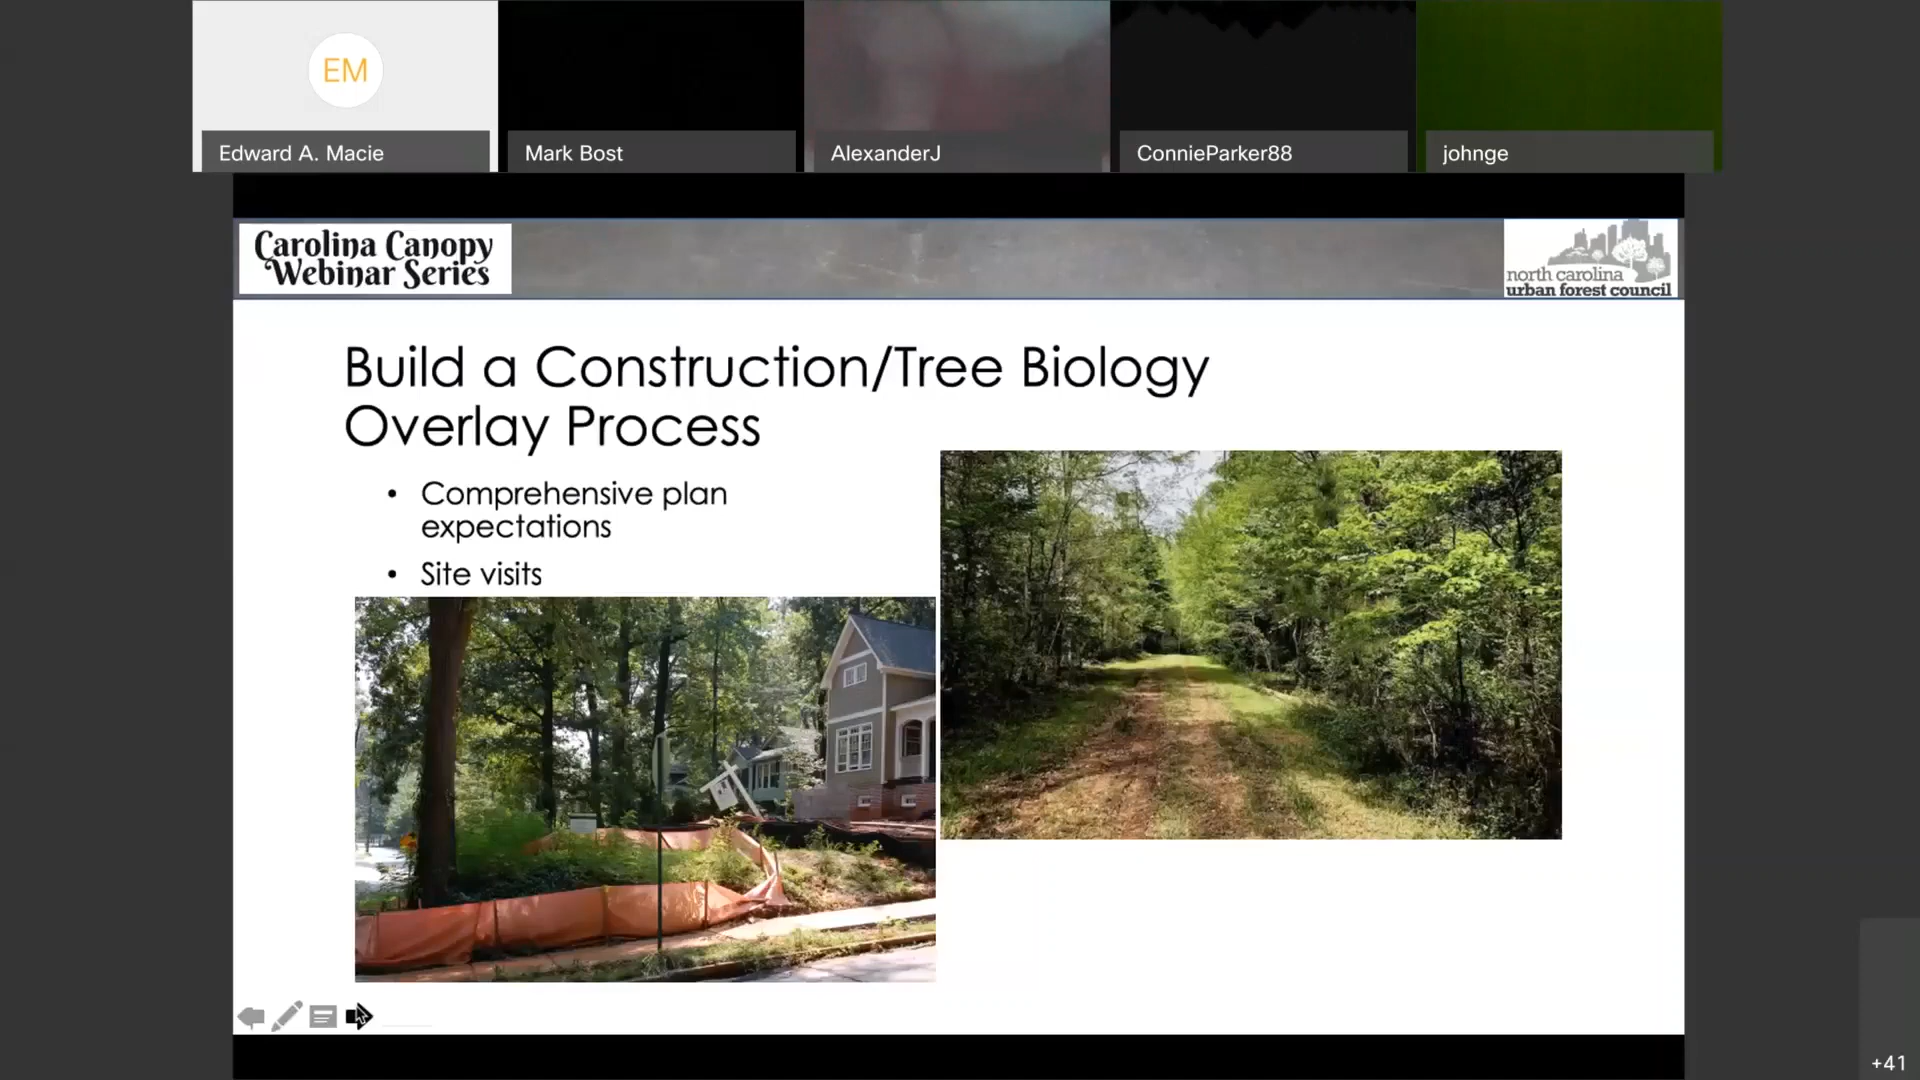 EM
Edward A. Macie
Mark Bost
AlexanderJ
ConnieParker88
johnge
Carolina Canopy
Webinar Series
north carolina
urban forest council
Build a Construction/Tree Biology
Overlay Process
• Comprehensive plan
expectations
• Site visits
+41